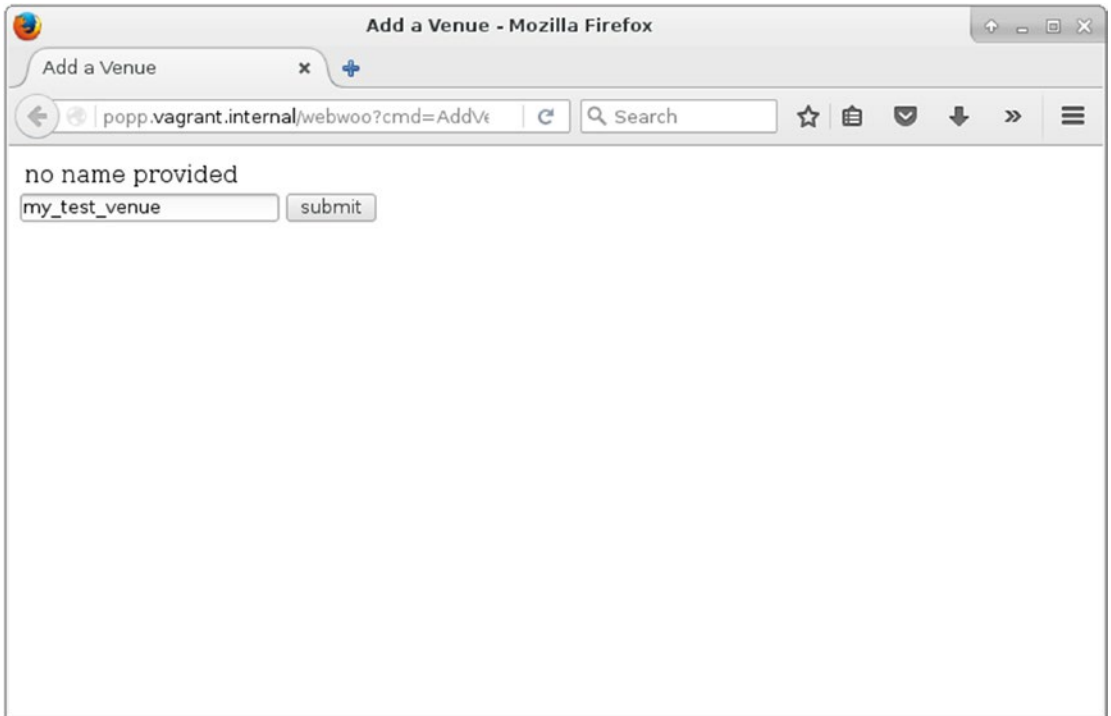 Add a Venue - Mozilla Firefox
Add a Venue
popp.vagrant.internal/webwoo?cmd=AddVe
Search
no name provided
my_test_venue submit